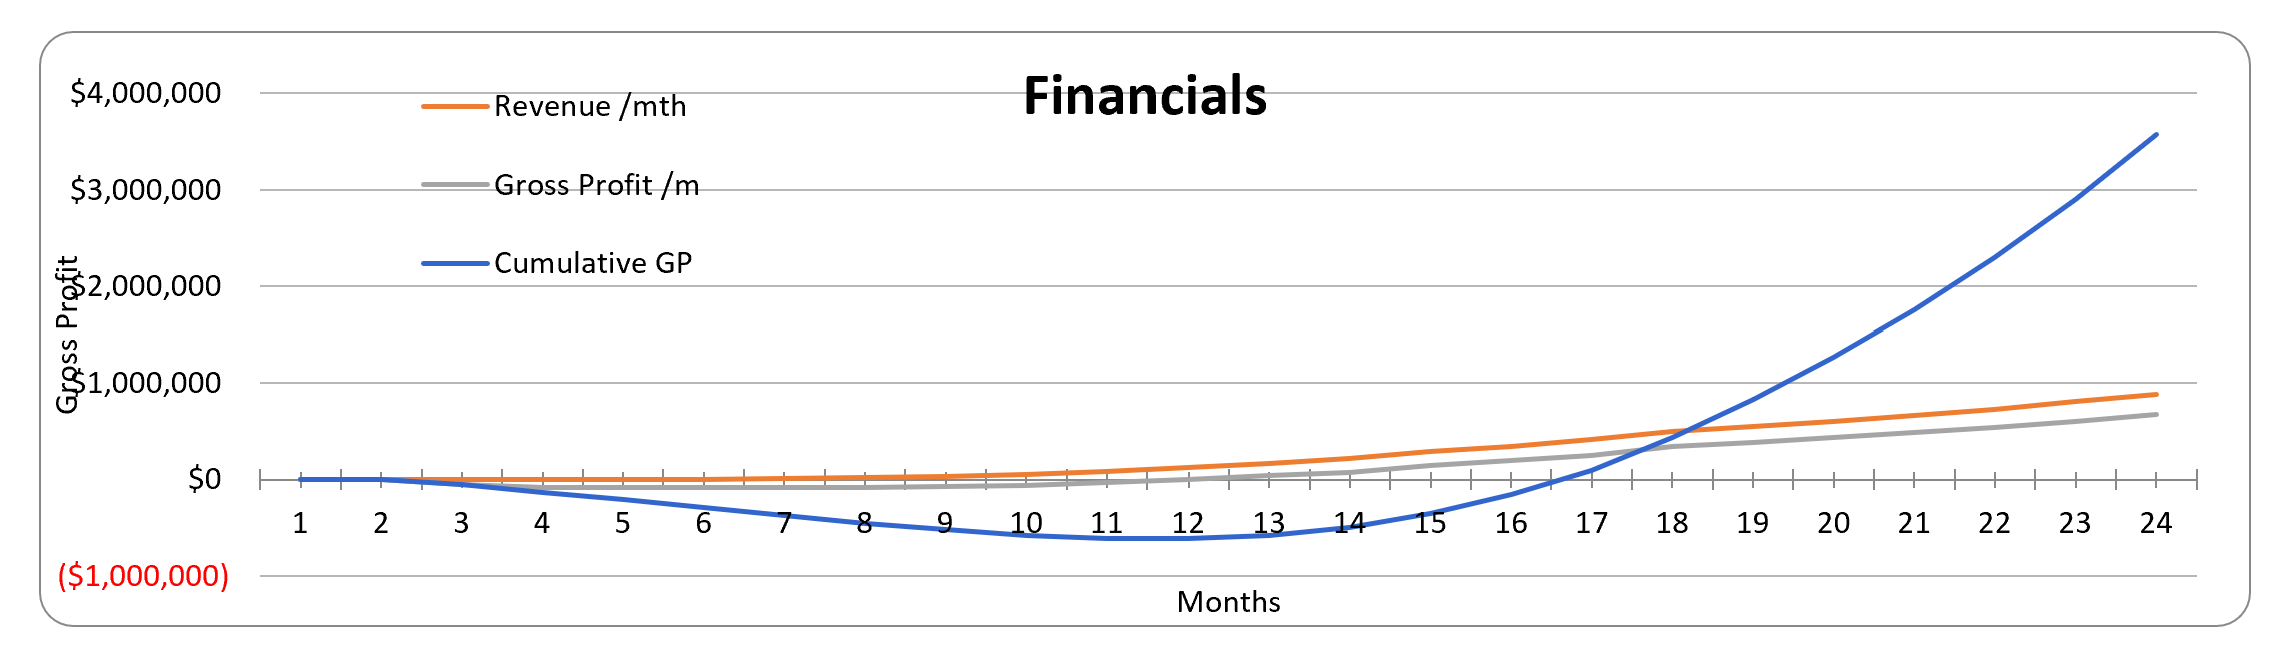 Financials
$4,000,000
$3,000,000
$2,000,000
$1,000,000
$0
($1,000,000)
Gross Profit
Revenue /mth
Gross Profit /m
Cumulative GP
1 2 3 4 5 6 7 8 9 10 11 12 13 14 15 16 17 18 19 20 21 22 23 24
Months